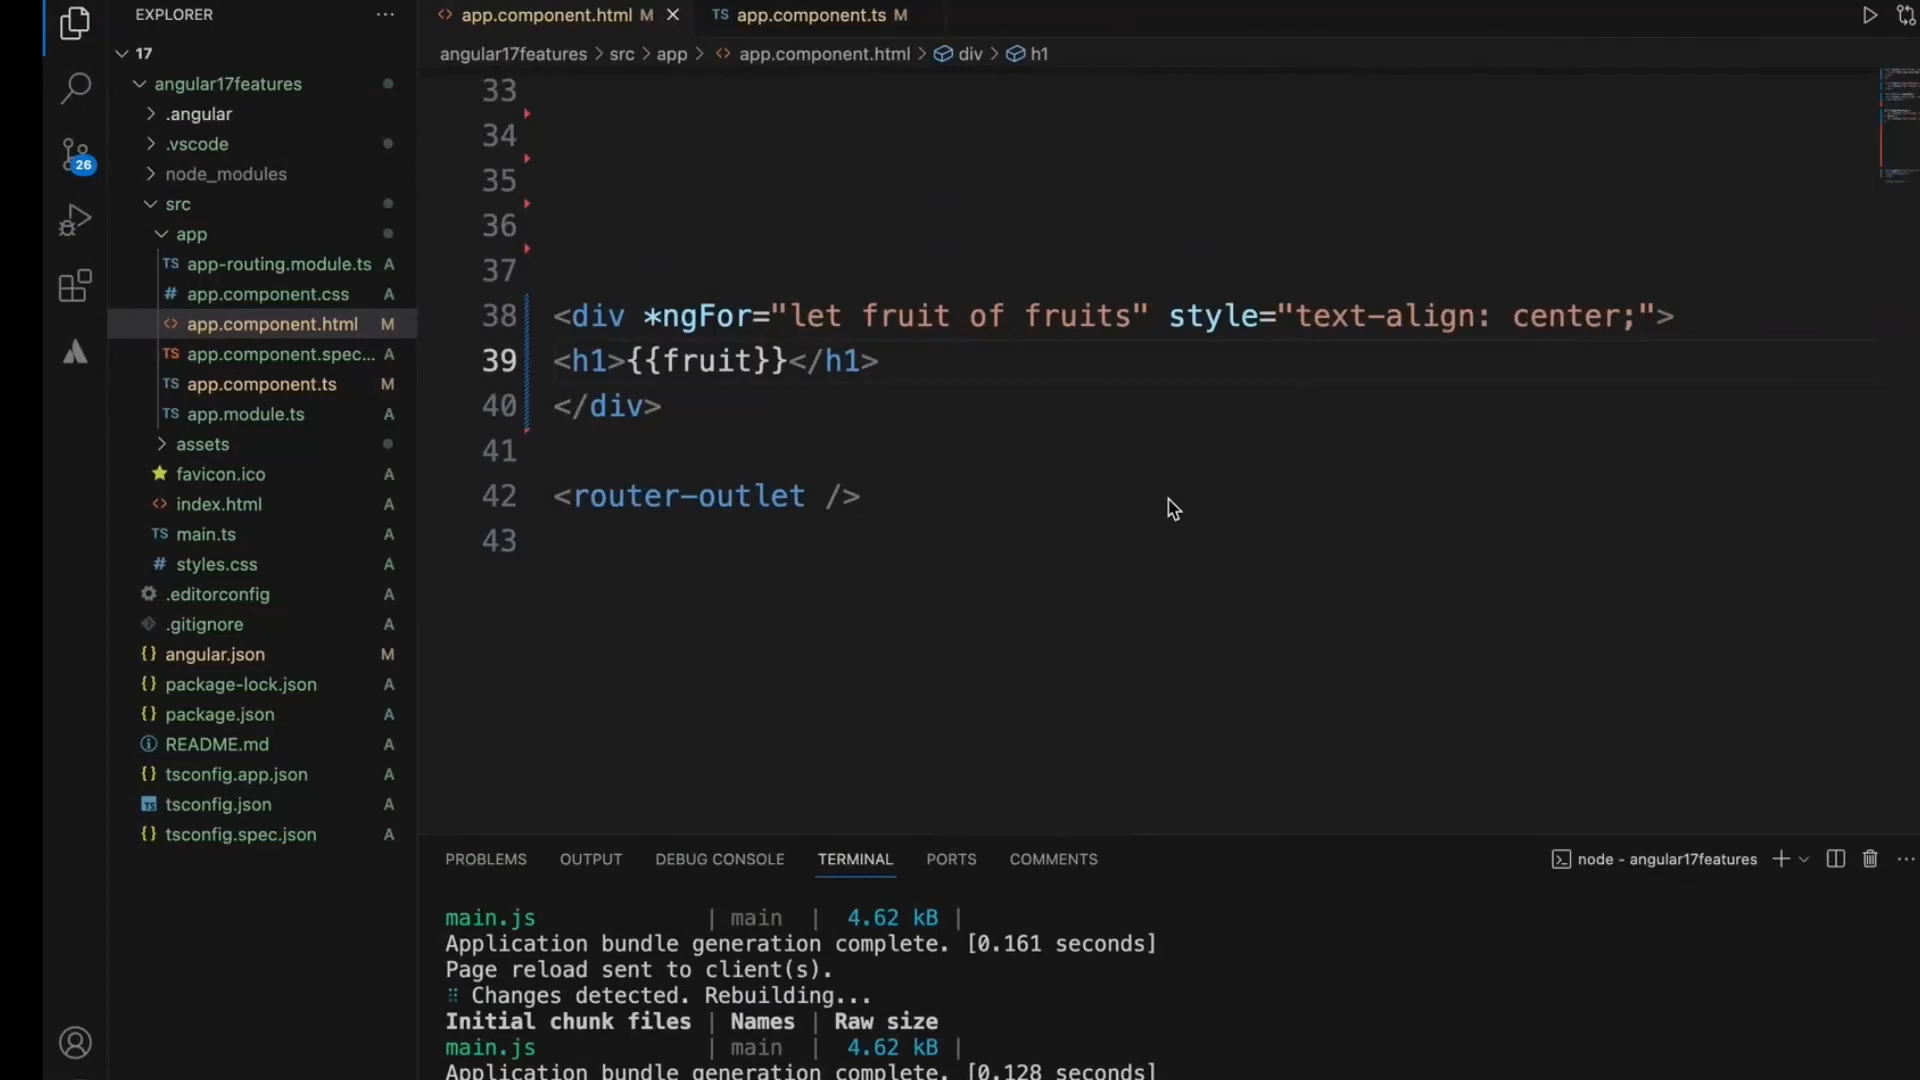 EXPLORER
17
angular17features
.angular
.vscode
node_modules
src
app
TS app-routing.module.ts A
# app.component.css A
<> app.component.html M
TS app.component.spec... A
TS app.component.ts M
TS app.module.ts A
assets
favicon.ico A
<> index.html A
TS main.ts A
# styles.css A
.editorconfig A
.gitignore A
{} angular.json M
{} package-lock.json A
{} package.json A
README.md A
{} tsconfig.app.json A
TS tsconfig.json A
{} tsconfig.spec.json A
26
<> app.component.html M ×
TS app.component.ts M
angular17features > src > app > <> app.component.html > div > h1
33
34
35
36
37
38 <div *ngFor="let fruit of fruits" style="text-align: center;">
39 <h1>{{fruit}}</h1>
40 </div>
41
42 <router-outlet />
43
PROBLEMS OUTPUT DEBUG CONSOLE TERMINAL PORTS COMMENTS
node - angular17features
main.js | main | 4.62 kB |
Application bundle generation complete. [0.161 seconds]
Page reload sent to client(s).
⠿ Changes detected. Rebuilding...
Initial chunk files | Names | Raw size
main.js | main | 4.62 kB |
Application bundle generation complete. [0.128 seconds]